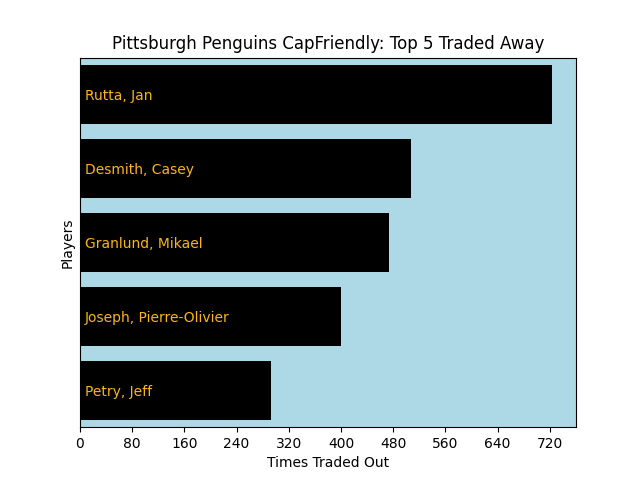 Pittsburgh Penguins CapFriendly: Top 5 Traded Away
Players
Rutta, Jan
Desmith, Casey
Granlund, Mikael
Joseph, Pierre-Olivier
Petry, Jeff
0 80 160 240 320 400 480 560 640 720
Times Traded Out